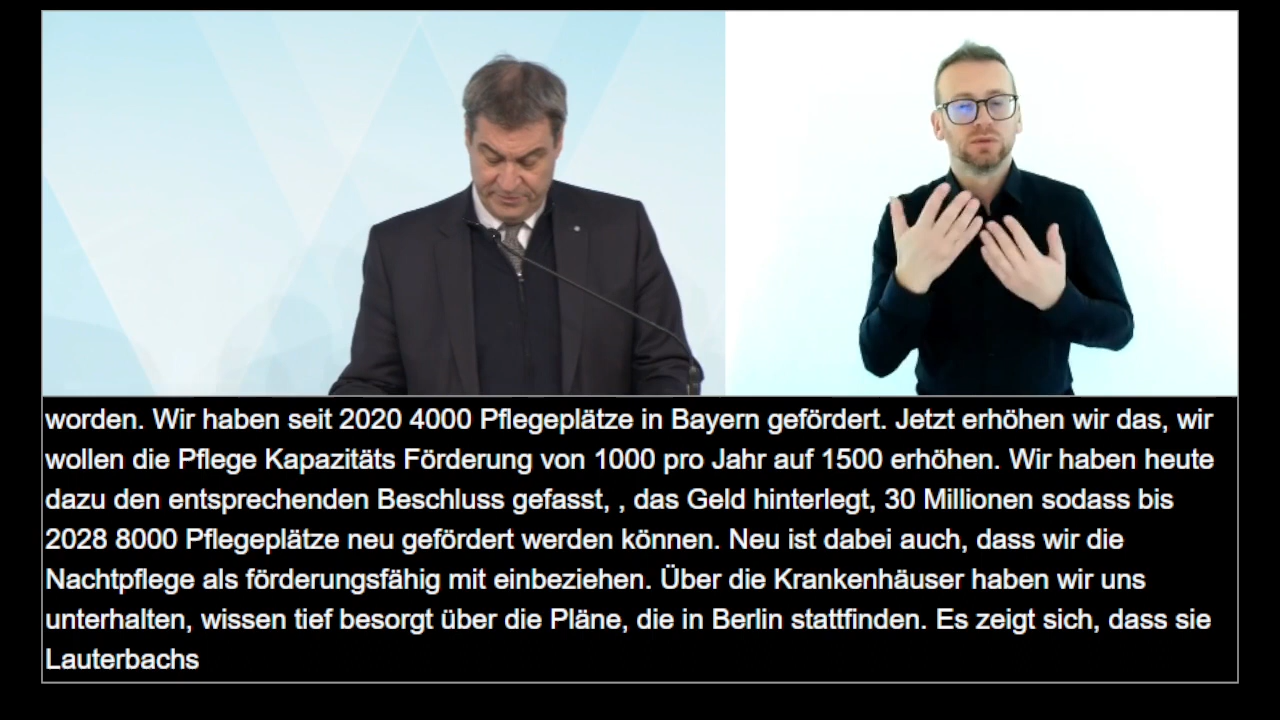 worden. Wir haben seit 2020 4000 Pflegeplätze in Bayern gefördert. Jetzt erhöhen wir das, wir
wollen die Pflege Kapazitäts Förderung von 1000 pro Jahr auf 1500 erhöhen. Wir haben heute
dazu den entsprechenden Beschluss gefasst, , das Geld hinterlegt, 30 Millionen sodass bis
2028 8000 Pflegeplätze neu gefördert werden können. Neu ist dabei auch, dass wir die
Nachtpflege als förderungsfähig mit einbeziehen. Über die Krankenhäuser haben wir uns
unterhalten, wissen tief besorgt über die Pläne, die in Berlin stattfinden. Es zeigt sich, dass sie
Lauterbachs